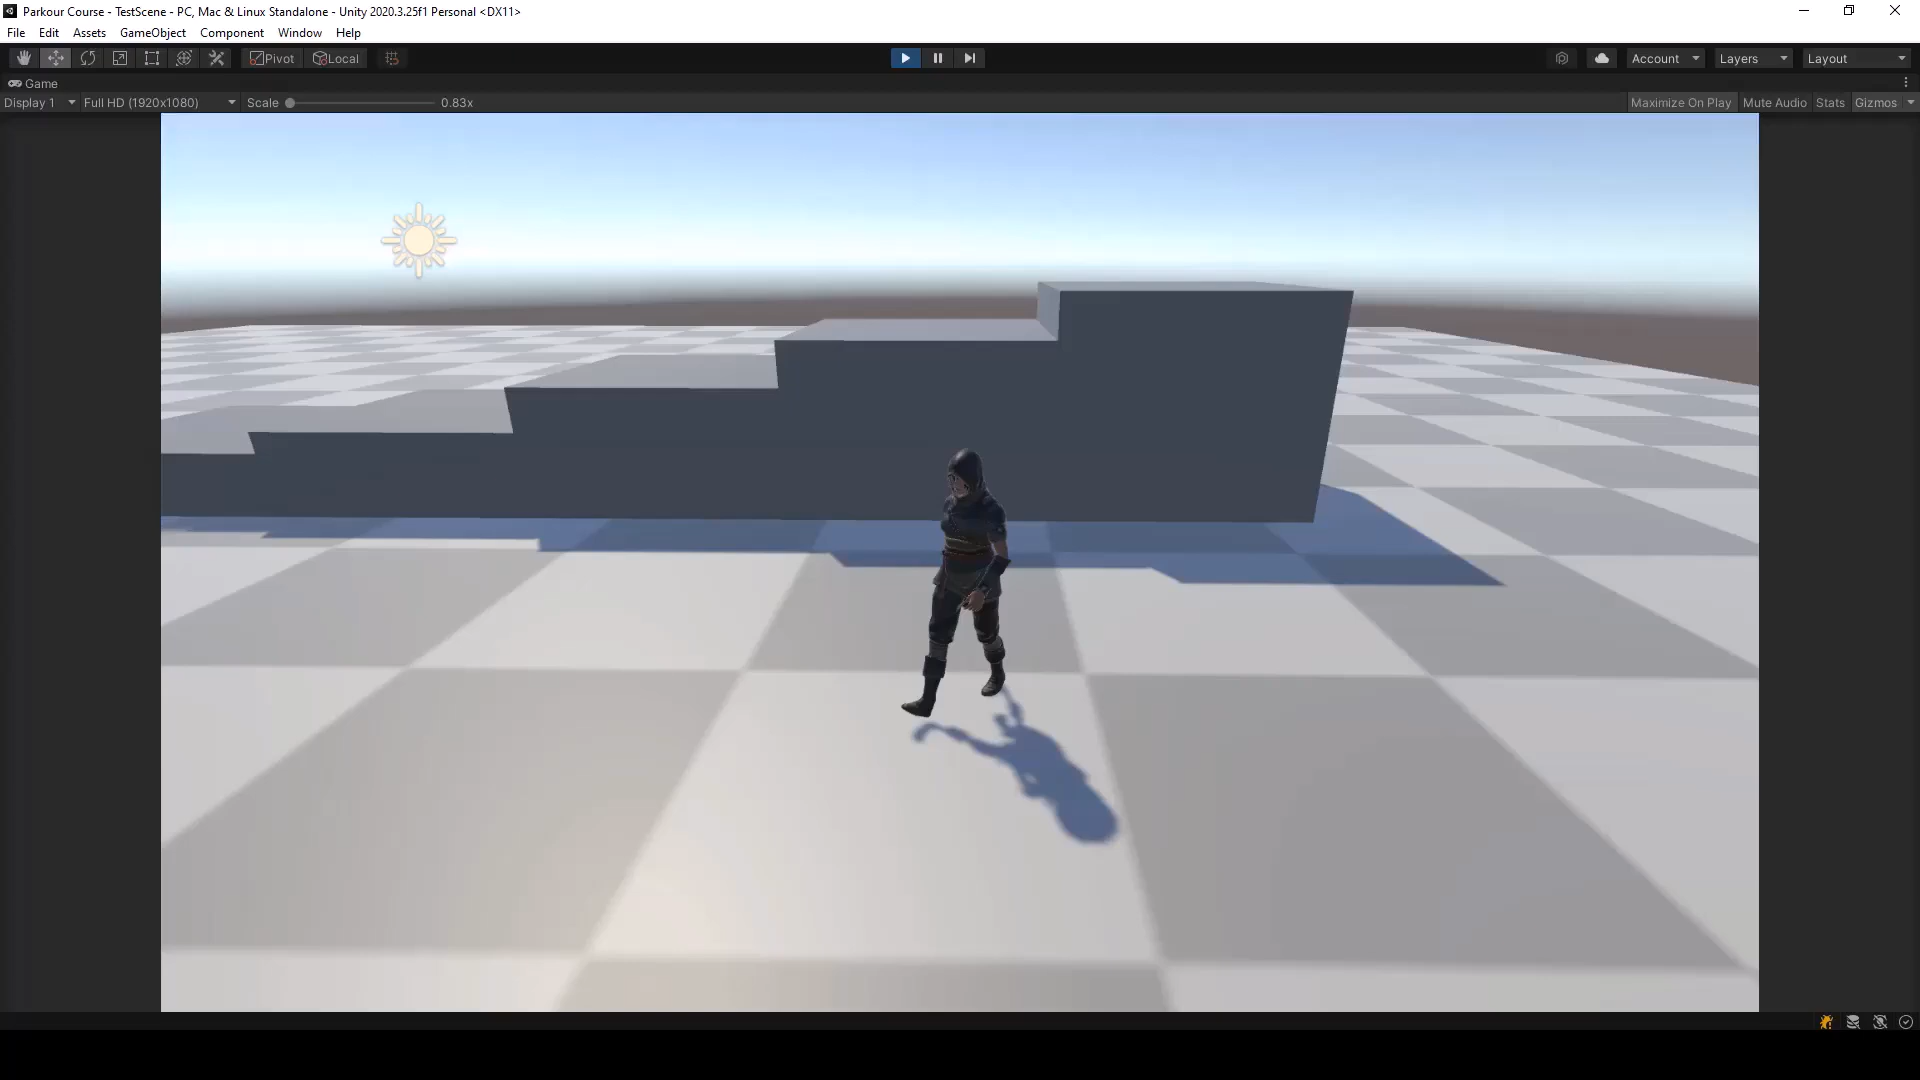 Parkour Course - TestScene - PC, Mac & Linux Standalone - Unity 2020.3.25f1 Personal <DX11>
File Edit Assets GameObject Component Window Help
Pivot Local Account Layers Layout
Game
Display 1 Full HD (1920x1080) Scale 0.83x Maximize On Play Mute Audio Stats Gizmos